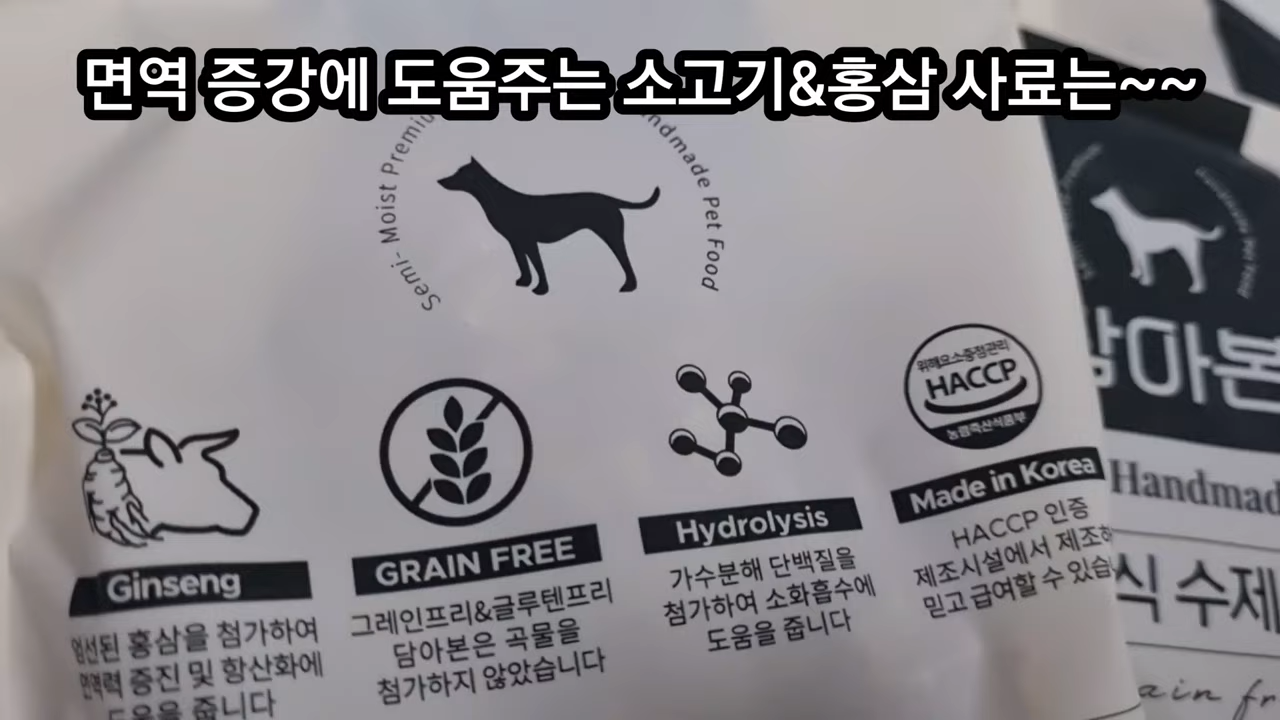 면역 증강에 도움주는 소고기&홍삼 사료는~~
Semi-Moist Premium
Handmade Pet Food
위해요소중점관리
HACCP
농림축산식품부
Ginseng
엄선된 홍삼을 첨가하여
면역력 증진 및 항산화에
도움을 줍니다
GRAIN FREE
그레인프리&글루텐프리
담아본은 곡물을
첨가하지 않았습니다
Hydrolysis
가수분해 단백질을
첨가하여 소화흡수에
도움을 줍니다
Made in Korea
HACCP 인증
제조시설에서 제조하
믿고 급여할 수 있습
담아본
Handmad
식 수제
ain fr